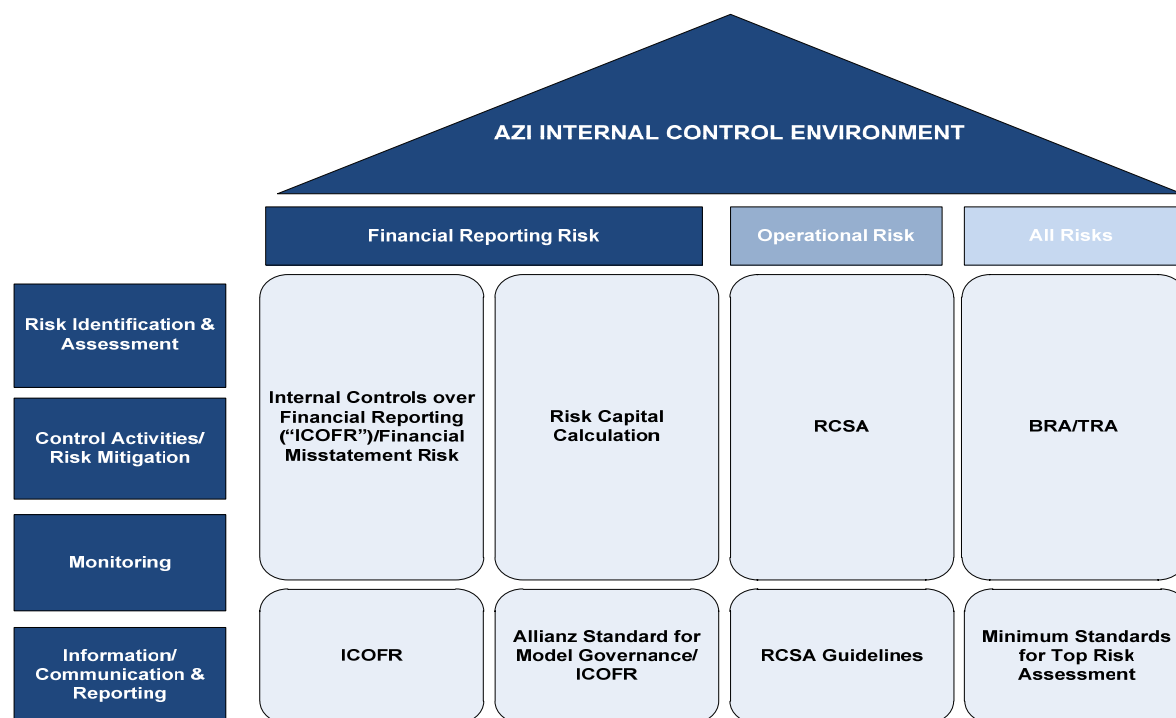 AZI INTERNAL CONTROL ENVIRONMENT
Financial Reporting Risk
Operational Risk
All Risks
Risk Identification &
Assessment
Control Activities/
Risk Mitigation
Monitoring
Information/
Communication &
Reporting
Internal Controls over
Financial Reporting
(“ICOFR”)/Financial
Misstatement Risk
Risk Capital
Calculation
RCSA
BRA/TRA
ICOFR
Allianz Standard for
Model Governance/
ICOFR
RCSA Guidelines
Minimum Standards
for Top Risk
Assessment